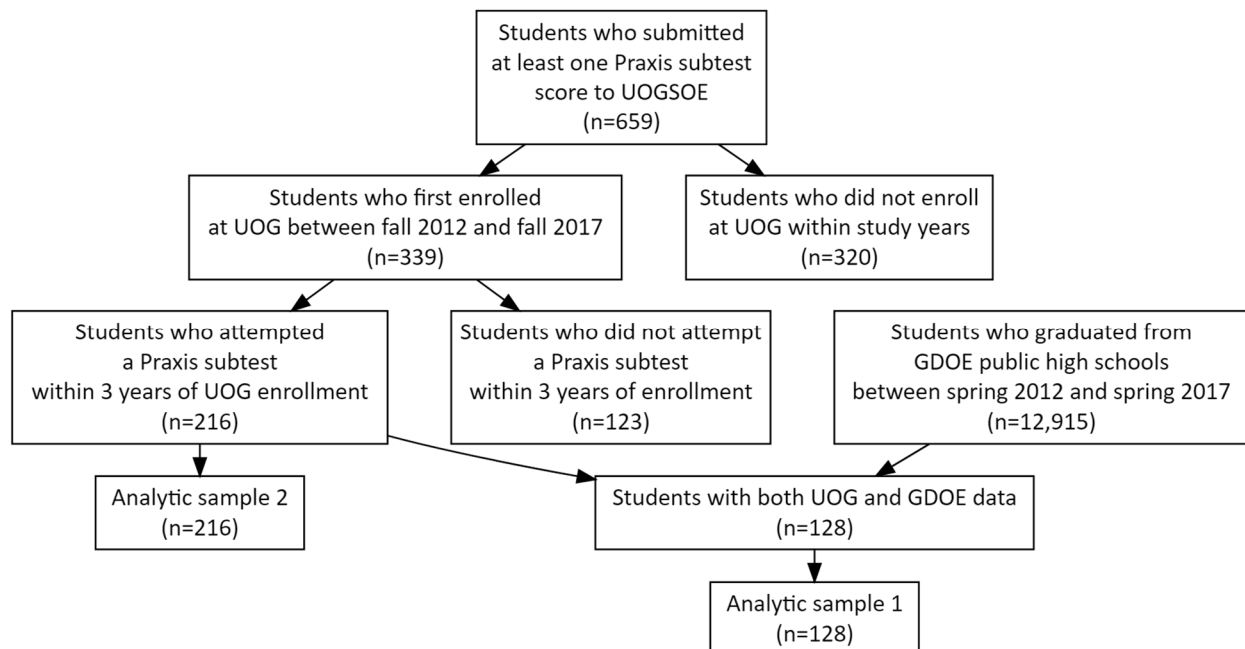 Students who submitted
at least one Praxis subtest
score to UOGSOE
(n=659)
Students who first enrolled
at UOG between fall 2012 and fall 2017
(n=339)
Students who did not enroll
at UOG within study years
(n=320)
Students who attempted
a Praxis subtest
within 3 years of UOG enrollment
(n=216)
Students who did not attempt
a Praxis subtest
within 3 years of enrollment
(n=123)
Students who graduated from
GDOE public high schools
between spring 2012 and spring 2017
(n=12,915)
Analytic sample 2
(n=216)
Students with both UOG and GDOE data
(n=128)
Analytic sample 1
(n=128)